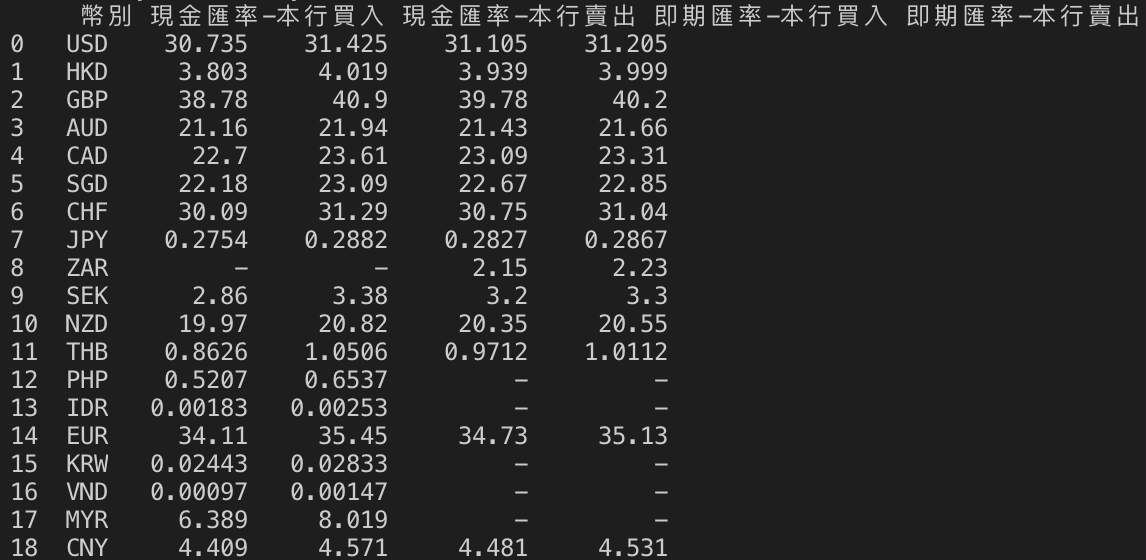 幣別 現金匯率-本行買入 現金匯率-本行賣出 即期匯率-本行買入 即期匯率-本行賣出
0 USD 30.735 31.425 31.105 31.205
1 HKD 3.803 4.019 3.939 3.999
2 GBP 38.78 40.9 39.78 40.2
3 AUD 21.16 21.94 21.43 21.66
4 CAD 22.7 23.61 23.09 23.31
5 SGD 22.18 23.09 22.67 22.85
6 CHF 30.09 31.29 30.75 31.04
7 JPY 0.2754 0.2882 0.2827 0.2867
8 ZAR - - 2.15 2.23
9 SEK 2.86 3.38 3.2 3.3
10 NZD 19.97 20.82 20.35 20.55
11 THB 0.8626 1.0506 0.9712 1.0112
12 PHP 0.5207 0.6537 - -
13 IDR 0.00183 0.00253 - -
14 EUR 34.11 35.45 34.73 35.13
15 KRW 0.02443 0.02833 - -
16 VND 0.00097 0.00147 - -
17 MYR 6.389 8.019 - -
18 CNY 4.409 4.571 4.481 4.531